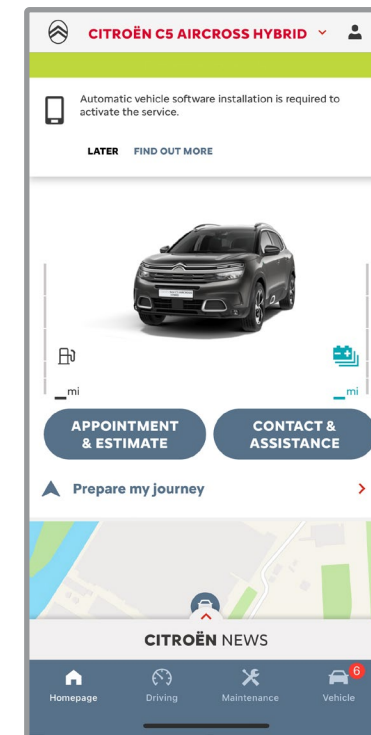 CITROËN C5 AIRCROSS HYBRID
Automatic vehicle software installation is required to
activate the service.
LATER FIND OUT MORE
_mi _mi
APPOINTMENT
& ESTIMATE
CONTACT &
ASSISTANCE
Prepare my journey
CITROËN NEWS
6
Homepage Driving Maintenance Vehicle